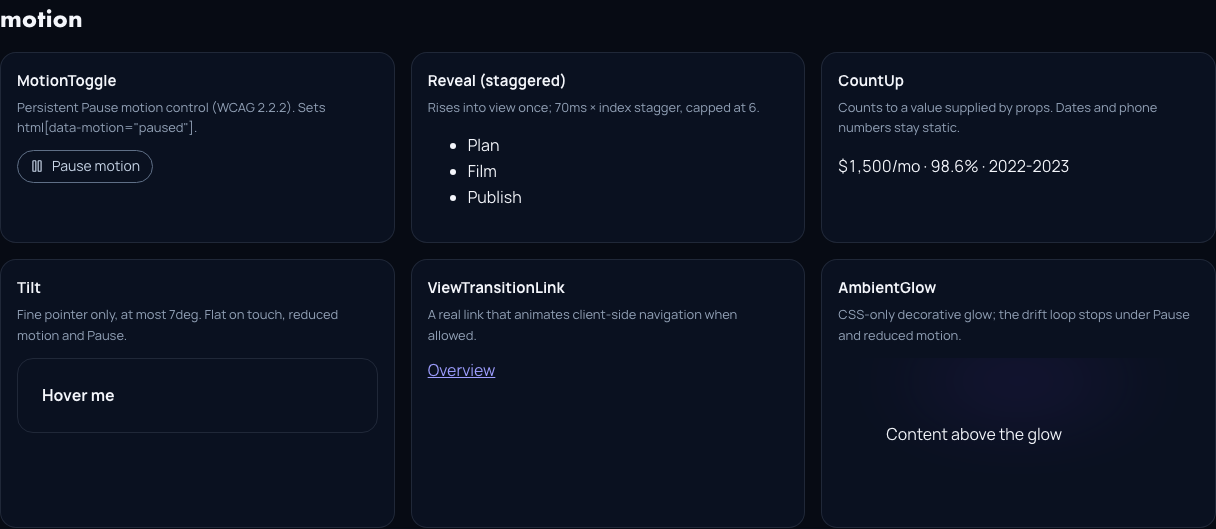 motion
MotionToggle
Persistent Pause motion control (WCAG 2.2.2). Sets
html[data-motion="paused"].
Pause motion
Reveal (staggered)
Rises into view once; 70ms × index stagger, capped at 6.
Plan
Film
Publish
CountUp
Counts to a value supplied by props. Dates and phone
numbers stay static.
$1,500/mo · 98.6% · 2022-2023
Tilt
Fine pointer only, at most 7deg. Flat on touch, reduced
motion and Pause.
Hover me
ViewTransitionLink
A real link that animates client-side navigation when
allowed.
Overview
AmbientGlow
CSS-only decorative glow; the drift loop stops under Pause
and reduced motion.
Content above the glow